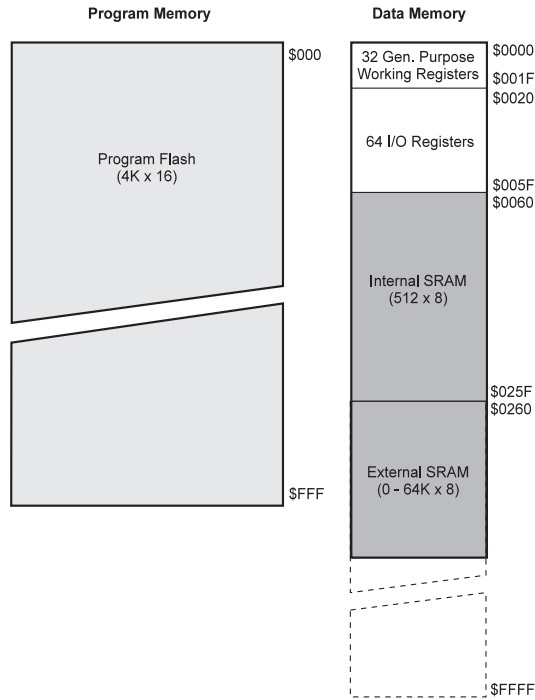 Program Memory
$000
Program Flash
(4K x 16)
$FFF
Data Memory
32 Gen. Purpose
Working Registers
$0000
$001F
$0020
64 I/O Registers
$005F
$0060
Internal SRAM
(512 x 8)
$025F
$0260
External SRAM
(0 - 64K x 8)
$FFFF